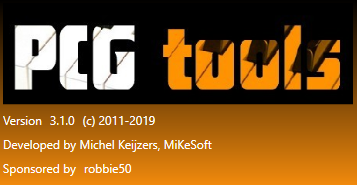 PCG tools
Version 3.1.0 (c) 2011-2019
Developed by Michel Keijzers, MiKeSoft
Sponsored by robbie50